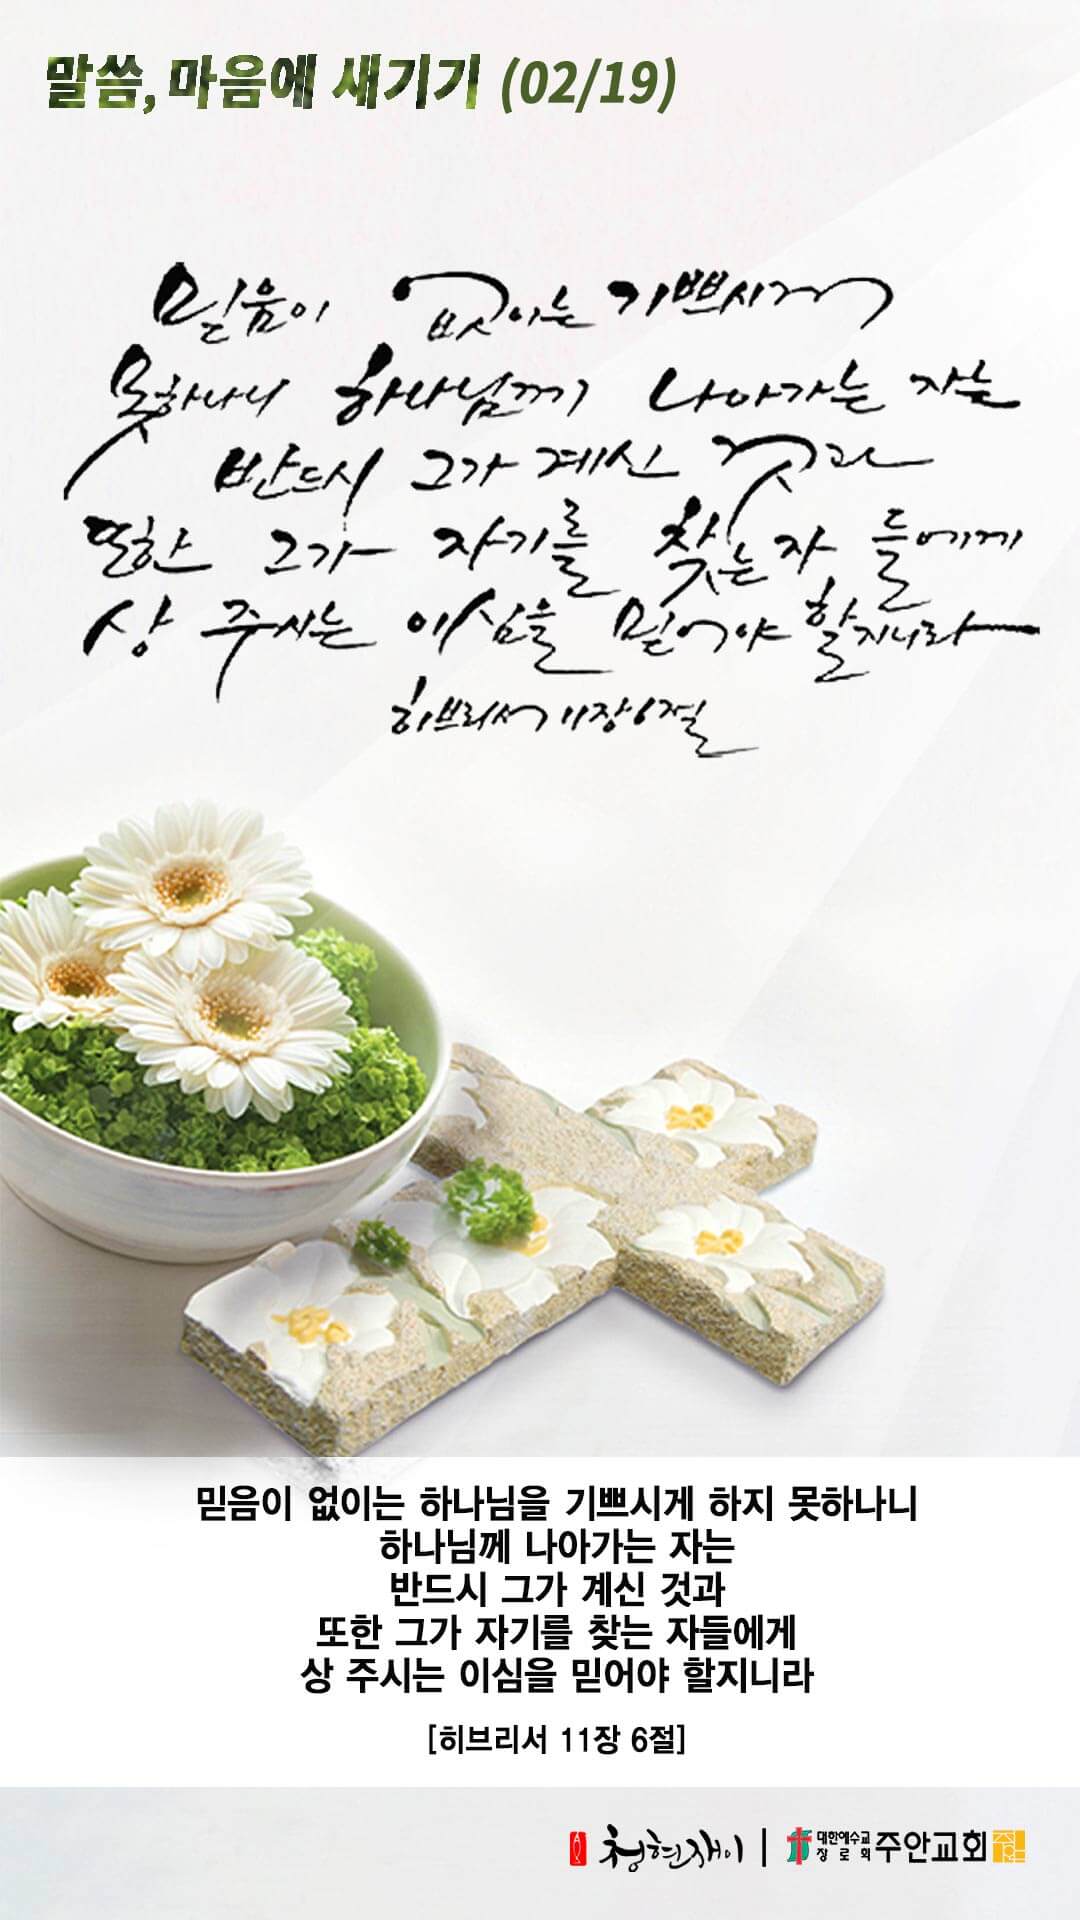 말씀, 마음에 새기기 (02/19)
믿음이 없이는 기쁘시게
못하나니 하나님께 나아가는 자는
반드시 그가 계신 것과
또한 그가 자기를 찾는 자들에게
상 주시는 이심을 믿어야 할지니라
히브리서 11장 6절
믿음이 없이는 하나님을 기쁘시게 하지 못하나니
하나님께 나아가는 자는
반드시 그가 계신 것과
또한 그가 자기를 찾는 자들에게
상 주시는 이심을 믿어야 할지니라
[히브리서 11장 6절]
청현재이 | 대한예수교
장로회 주안교회